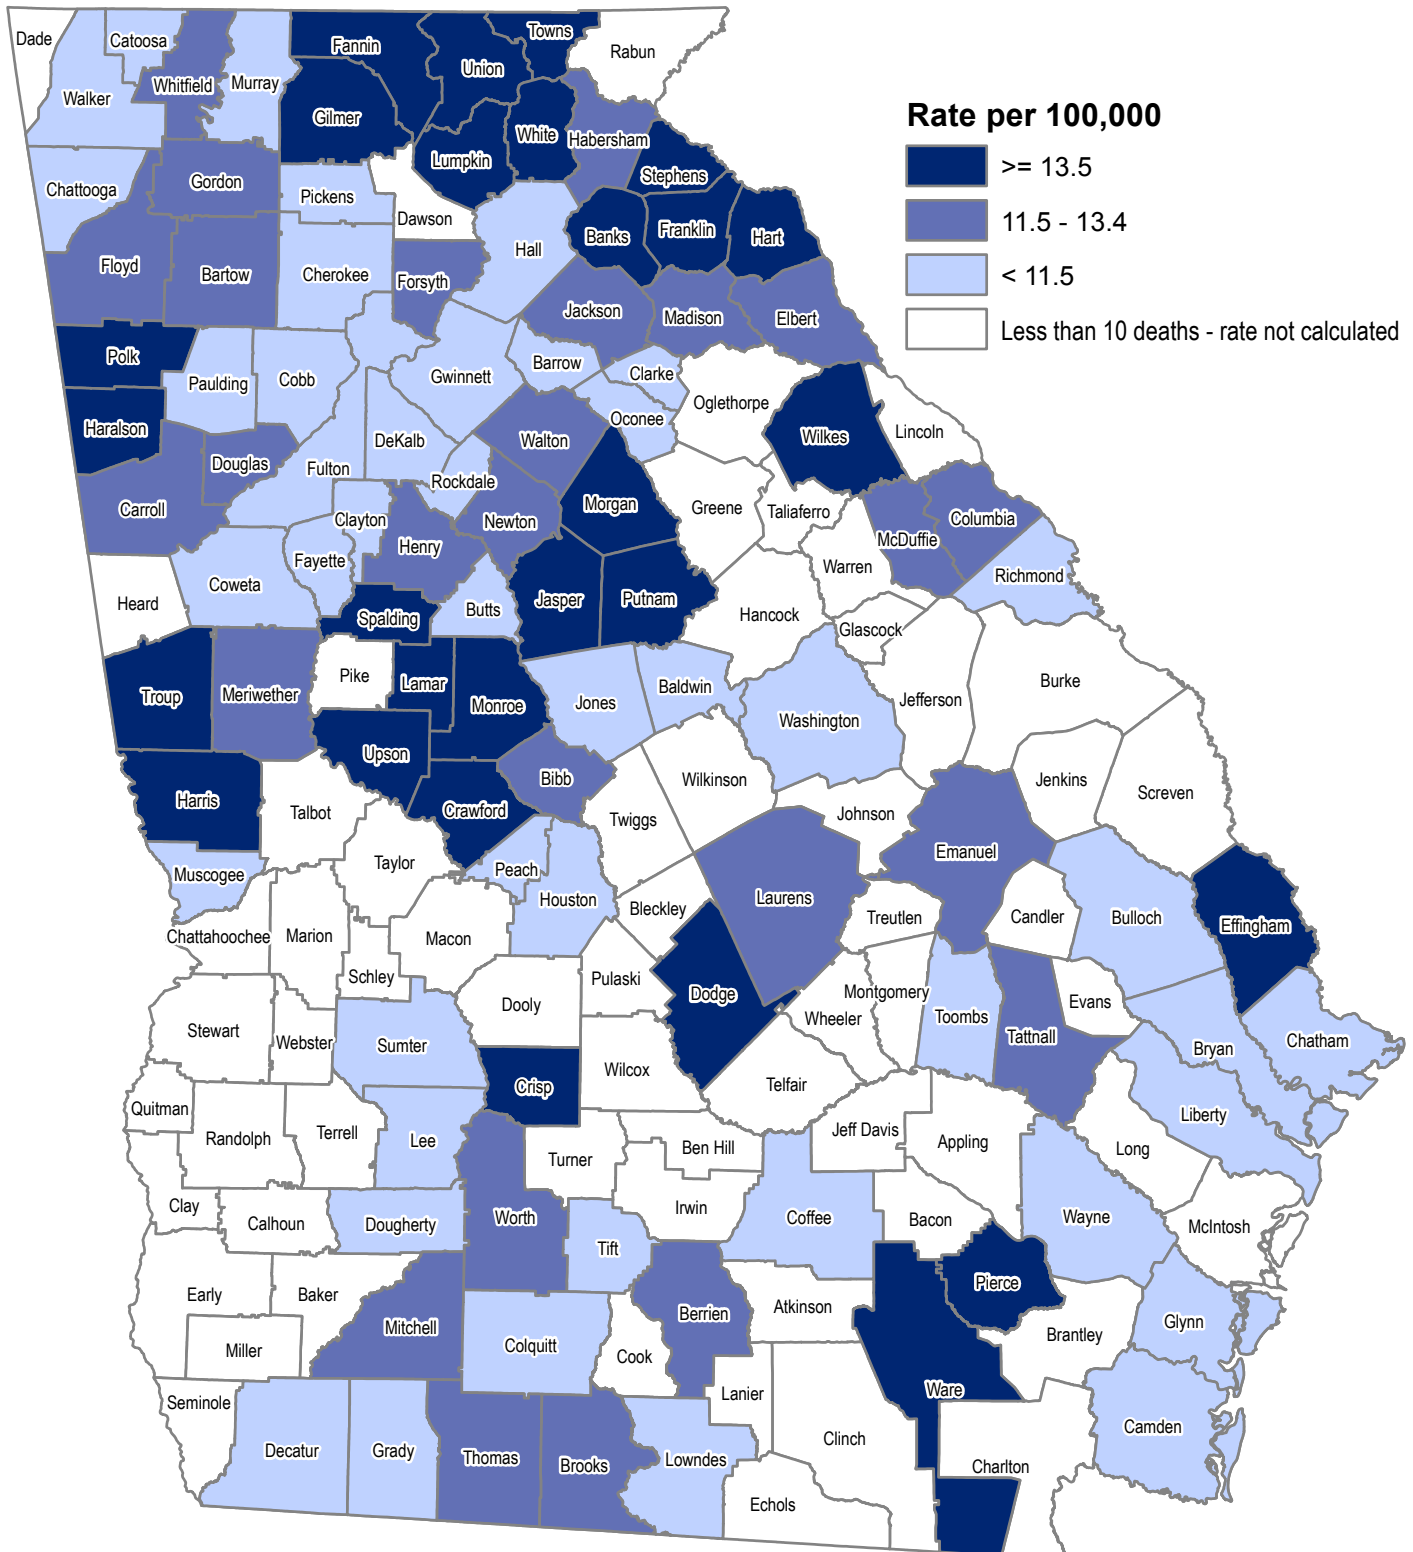 Dade
Catoosa
Whitfield
Murray
Walker
Fannin
Union
Towns
Rabun
Gilmer
White
Habersham
Lumpkin
Stephens
Chattooga
Gordon
Pickens
Dawson
Hall
Banks
Franklin
Hart
Floyd
Bartow
Cherokee
Forsyth
Jackson
Madison
Elbert
Rate per 100,000
>= 13.5
11.5 - 13.4
< 11.5
Less than 10 deaths - rate not calculated
Polk
Paulding
Cobb
Gwinnett
Barrow
Clarke
Oconee
Oglethorpe
Wilkes
Lincoln
Haralson
Douglas
Fulton
DeKalb
Rockdale
Walton
Morgan
Greene
Taliaferro
McDuffie
Columbia
Carroll
Clayton
Henry
Newton
Fayette
Coweta
Heard
Spalding
Butts
Jasper
Putnam
Hancock
Warren
Glascock
Richmond
Troup
Meriwether
Pike
Lamar
Monroe
Jones
Baldwin
Washington
Jefferson
Burke
Upson
Bibb
Crawford
Harris
Talbot
Twiggs
Wilkinson
Johnson
Jenkins
Screven
Muscogee
Taylor
Peach
Houston
Bleckley
Laurens
Emanuel
Treutlen
Candler
Bulloch
Effingham
Chattahoochee
Marion
Schley
Macon
Dooly
Pulaski
Dodge
Wheeler
Montgomery
Toombs
Tattnall
Evans
Stewart
Webster
Sumter
Crisp
Wilcox
Telfair
Bryan
Chatham
Liberty
Quitman
Randolph
Terrell
Lee
Turner
Ben Hill
Jeff Davis
Appling
Long
Clay
Calhoun
Dougherty
Worth
Tift
Irwin
Coffee
Bacon
Wayne
McIntosh
Early
Baker
Mitchell
Berrien
Atkinson
Pierce
Brantley
Glynn
Miller
Colquitt
Cook
Lanier
Ware
Seminole
Decatur
Grady
Thomas
Brooks
Lowndes
Clinch
Charlton
Camden
Echols